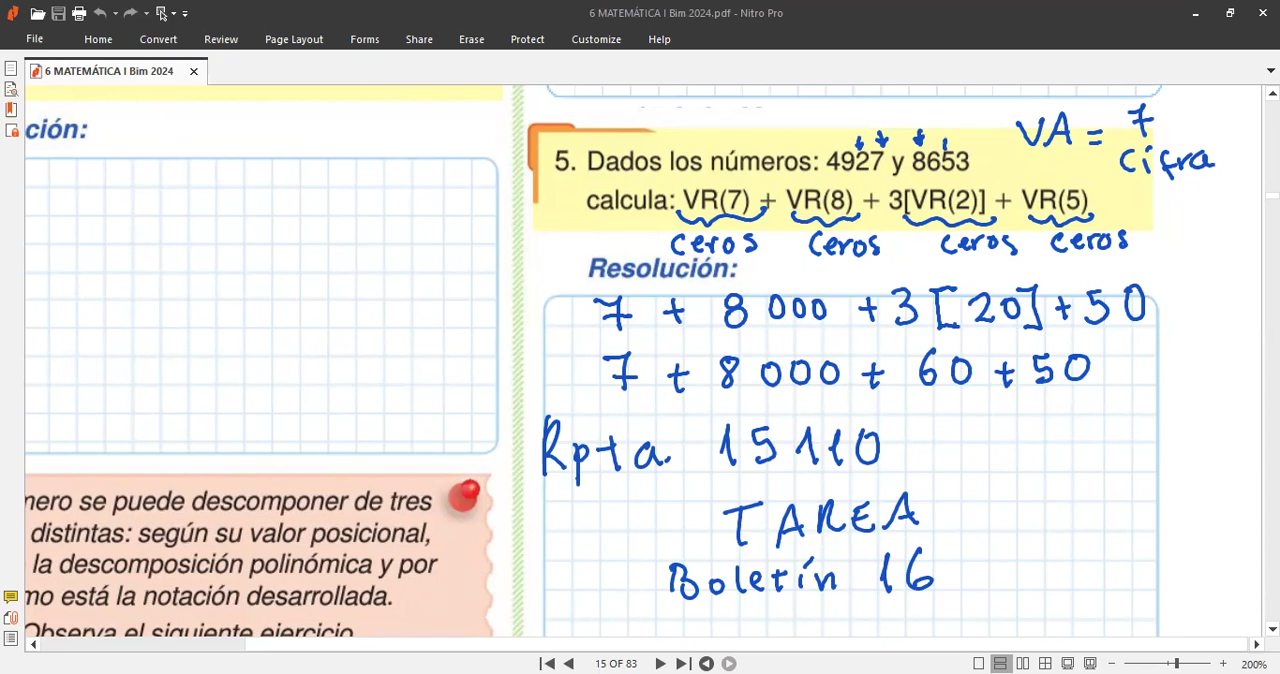 6 MATEMÁTICA I Bim 2024.pdf - Nitro Pro
File Home Convert Review Page Layout Forms Share Erase Protect Customize Help
6 MATEMÁTICA I Bim 2024
ción:
mero se puede descomponer de tres
distintas: según su valor posicional,
la descomposición polinómica y por
mo está la notación desarrollada.
Observa el siguiente ejercicio
5. Dados los números: 4927 y 8653
calcula: VR(7) + VR(8) + 3[VR(2)] + VR(5)
VA = 7
Cifra
ceros ceros ceros ceros
Resolución:
7 + 8 000 + 3 [20] + 50
7 + 8 000 + 60 + 50
Rpta. 15 110
TAREA
Boletín 16
15 OF 83
200%